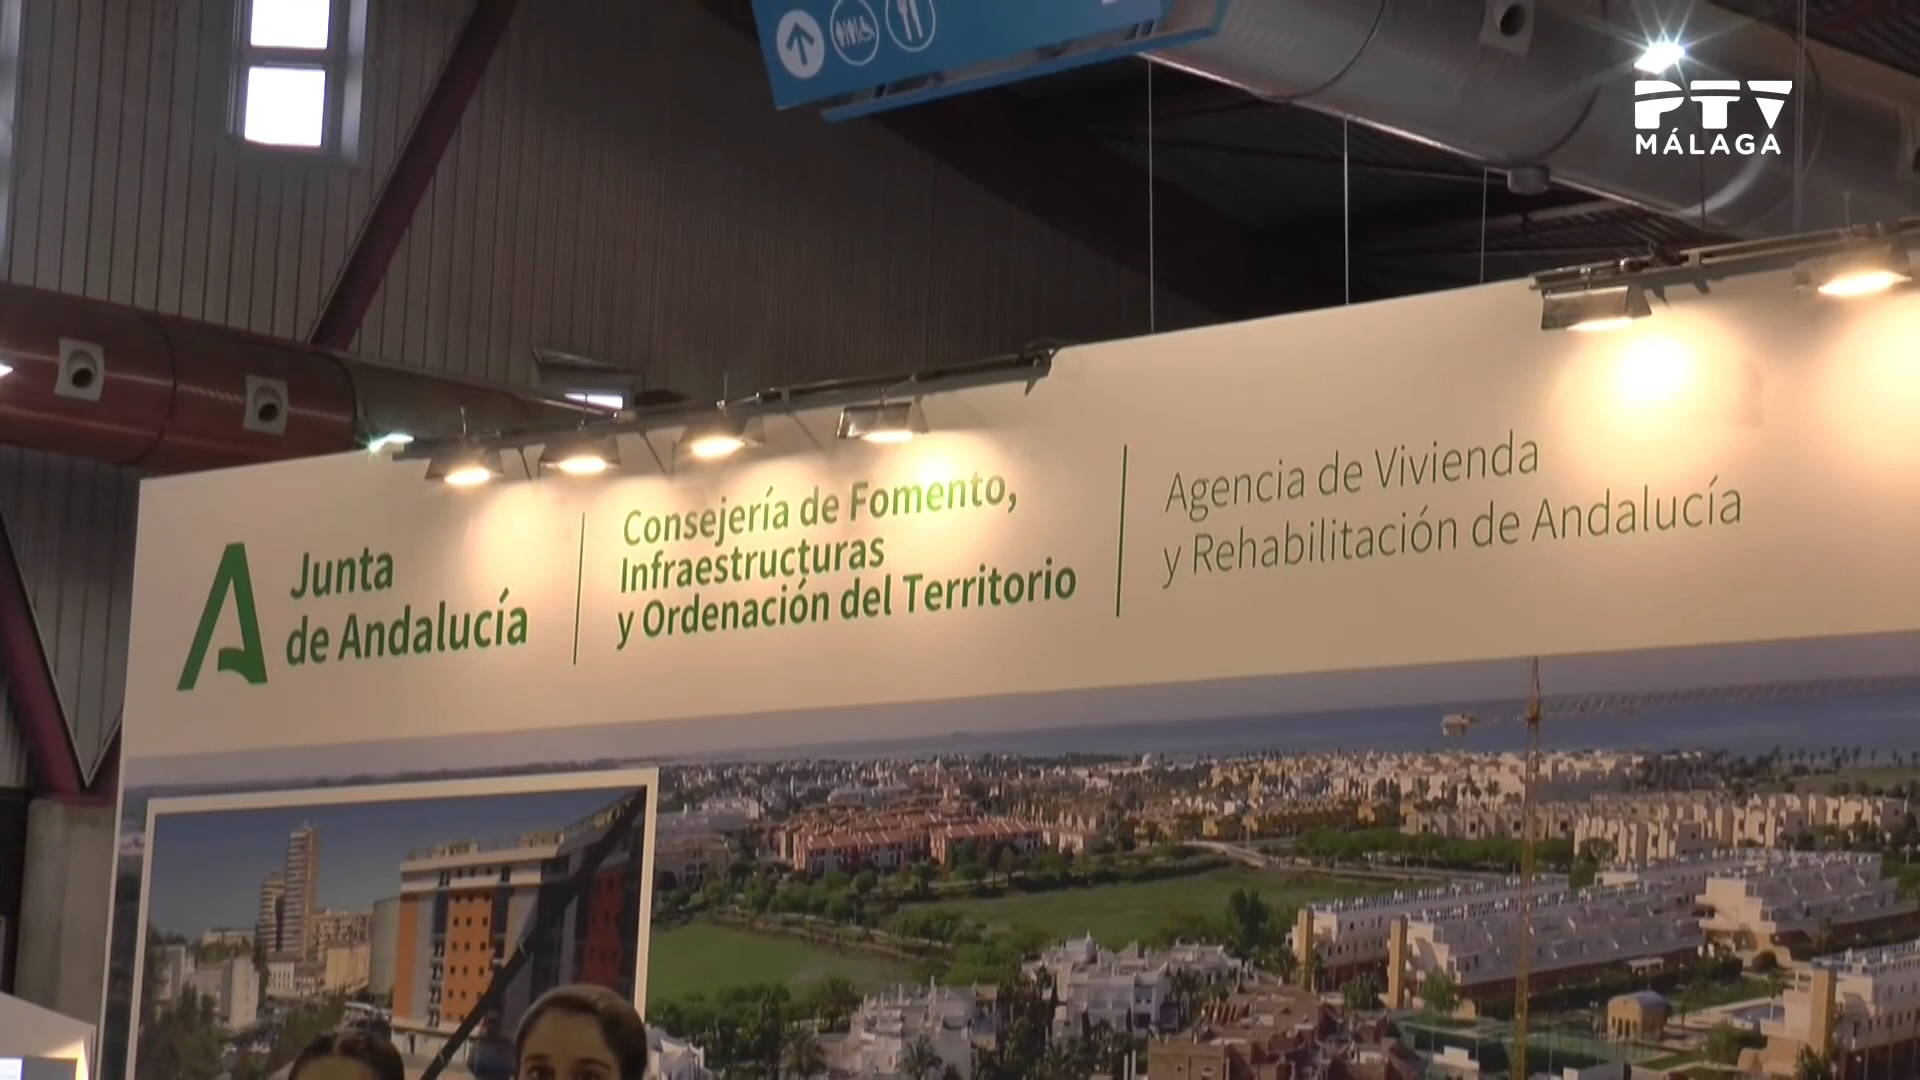 PTV
MÁLAGA
Junta
de Andalucía
Consejería de Fomento,
Infraestructuras
y Ordenación del Territorio
Agencia de Vivienda
y Rehabilitación de Andalucía